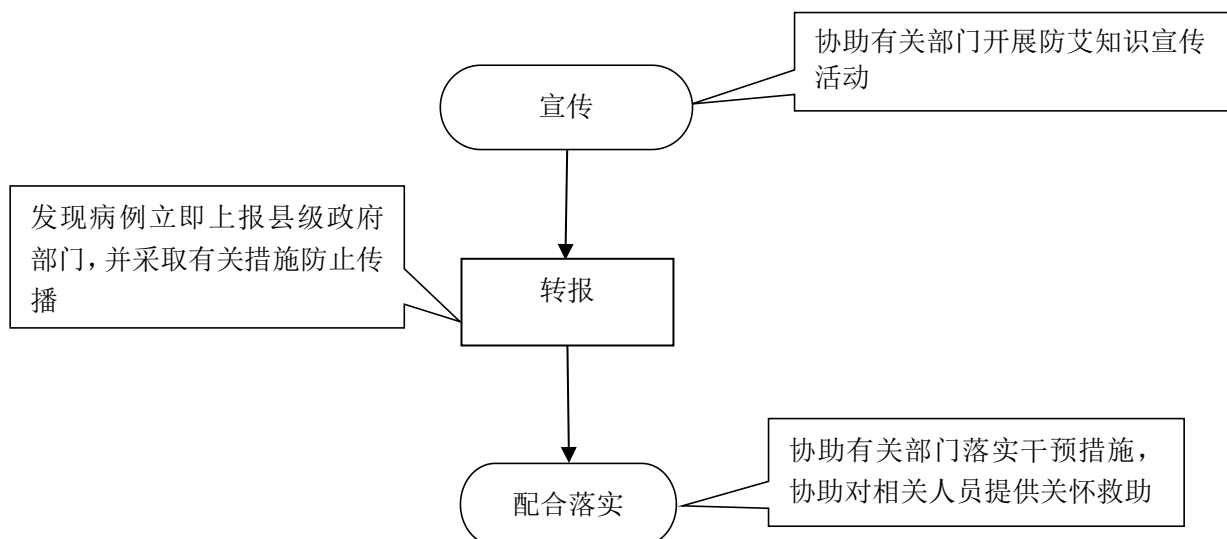 协助有关部门开展防艾知识宣传
活动
宣传
发现病例立即上报县级政府
部门，并采取有关措施防止传
播
转报
协助有关部门落实干预措施，
协助对相关人员提供关怀救助
配合落实